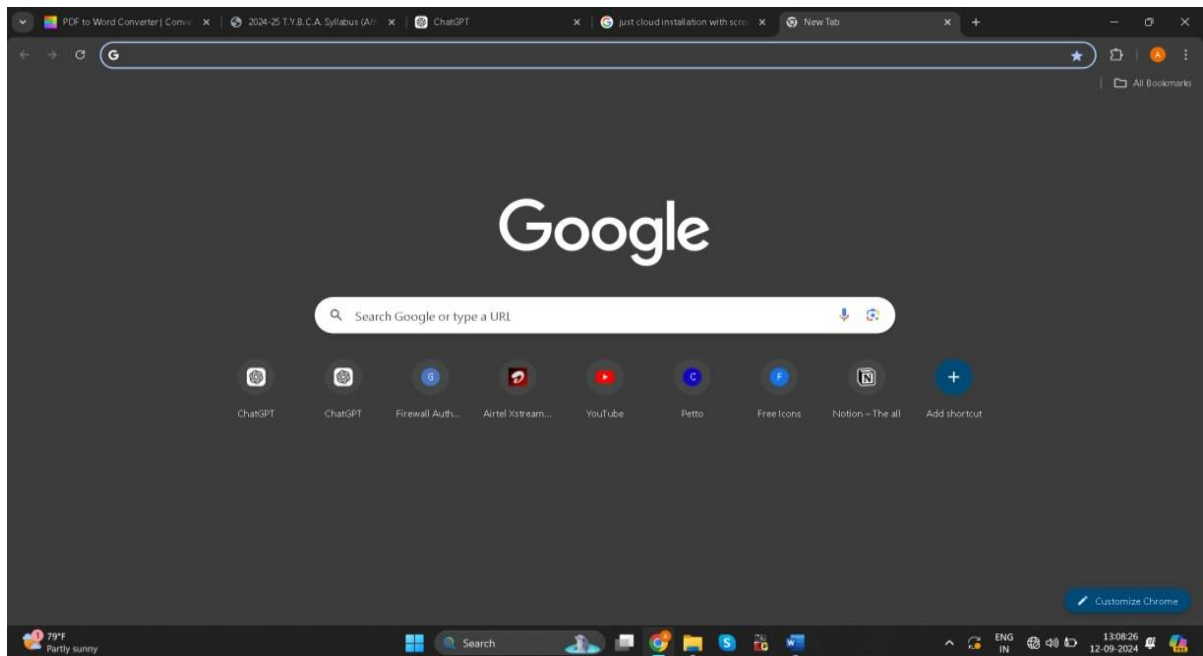 PDF to Word Converter | Conve
2024-25 T.Y.B.C.A. Syllabus (Aff
ChatGPT
just cloud installation with scre
New Tab
G
A
All Bookmarks
Google
Search Google or type a URL
G
C
F
N
ChatGPT
ChatGPT
Firewall Auth...
Airtel Xstream...
YouTube
Petto
Free Icons
Notion – The all
Add shortcut
Customize Chrome
1
79°F
Partly sunny
Search
S
W
ENG
IN
13:08:26
12-09-2024